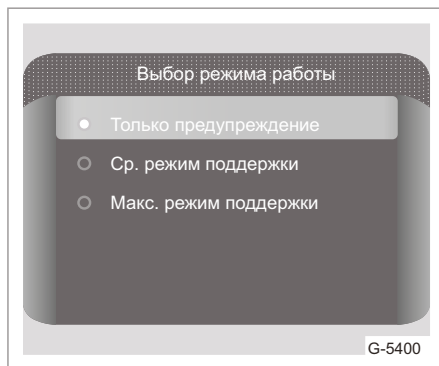 Выбор режима работы
Только предупреждение
Ср. режим поддержки
Макс. режим поддержки
G-5400